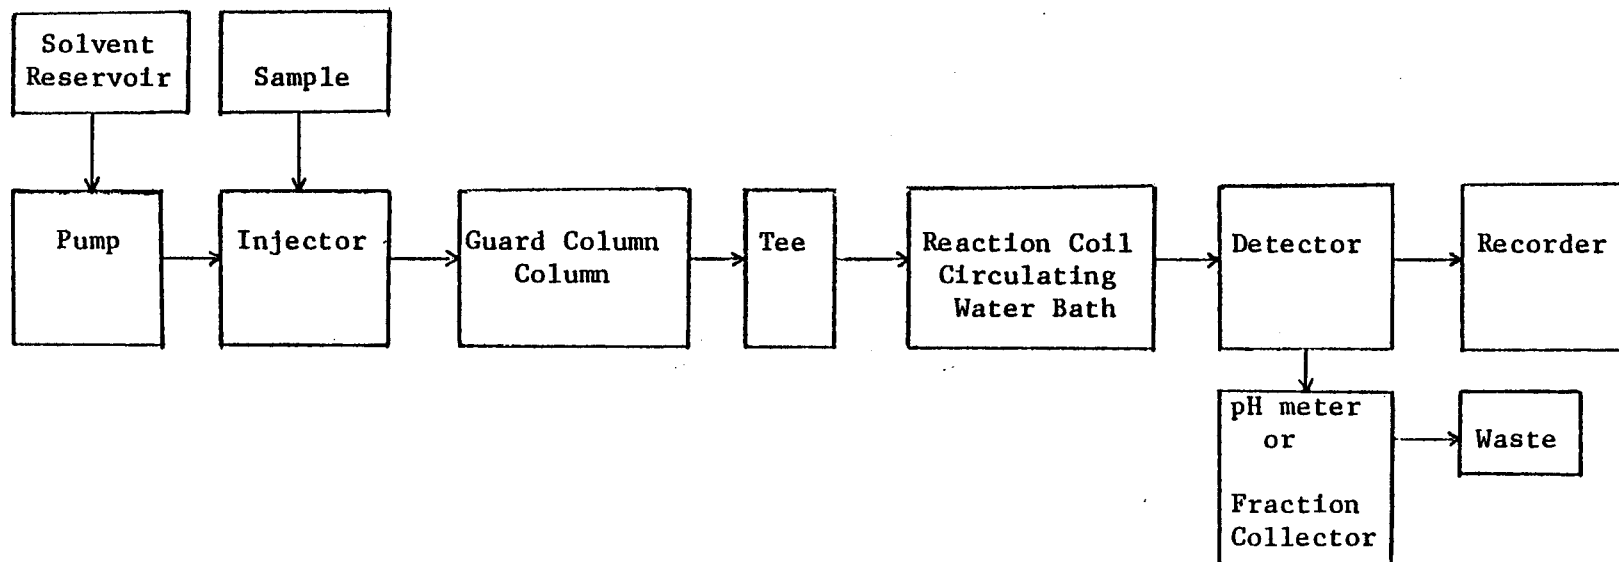 Solvent
Reservoir
Sample
Pump
Injector
Guard Column
Column
Tee
Reaction Coil
Circulating
Water Bath
Detector
Recorder
pH meter
or
Fraction
Collector
Waste